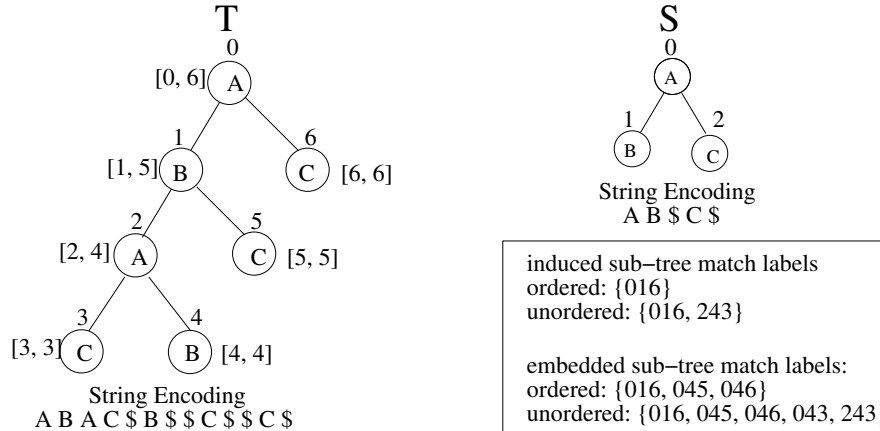 T
0
[0, 6] A
1
6
[1, 5] B
C [6, 6]
2
5
[2, 4] A
C [5, 5]
3
4
[3, 3] C
B [4, 4]
String Encoding
A B A C $ B $ $ C $ $ C $
S
0
A
1
2
B
C
String Encoding
A B $ C $
induced sub−tree match labels
ordered: {016}
unordered: {016, 243}
embedded sub−tree match labels:
ordered: {016, 045, 046}
unordered: {016, 045, 046, 043, 243